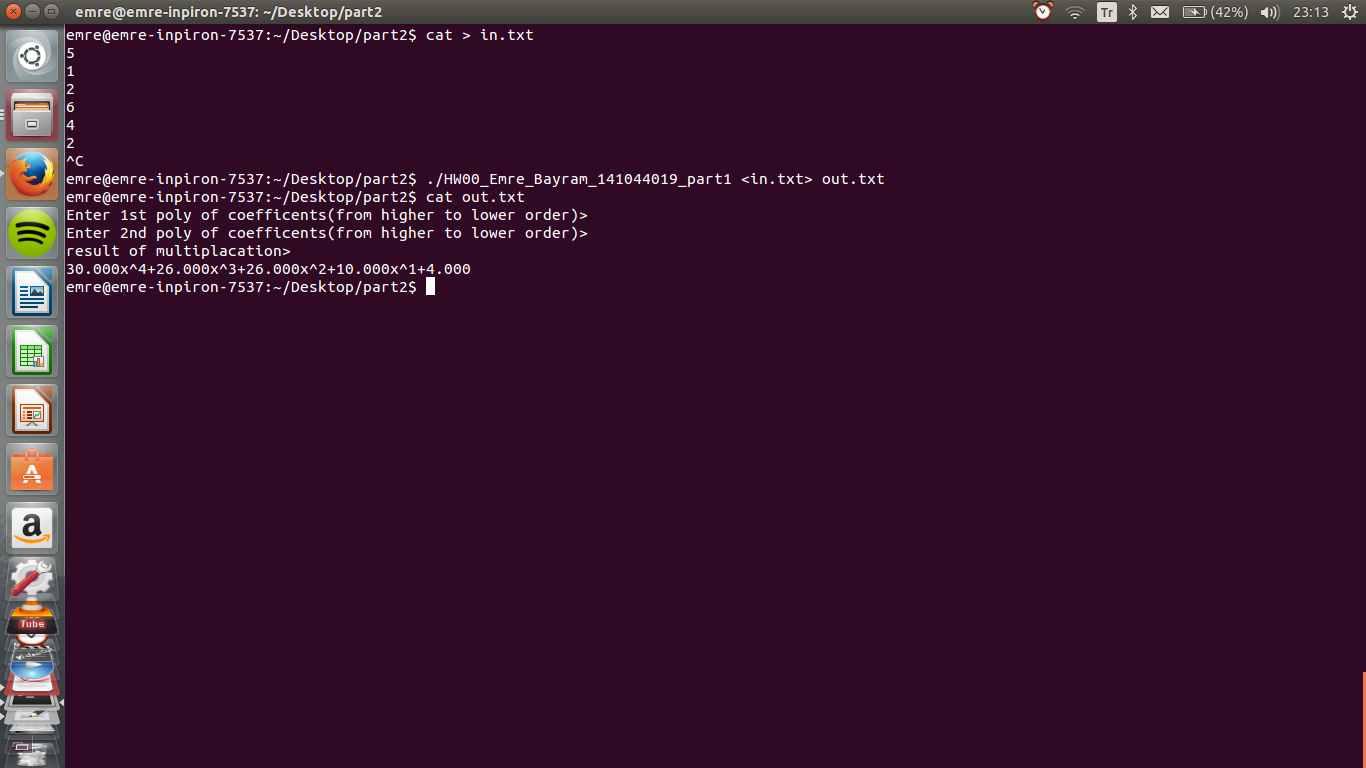 emre@emre-inpiron-7537: ~/Desktop/part2
Tr
(42%)
23:13
emre@emre-inpiron-7537:~/Desktop/part2$ cat > in.txt
5
1
2
6
4
2
^C
emre@emre-inpiron-7537:~/Desktop/part2$ ./HW00_Emre_Bayram_141044019_part1 <in.txt> out.txt
emre@emre-inpiron-7537:~/Desktop/part2$ cat out.txt
Enter 1st poly of coefficents(from higher to lower order)>
Enter 2nd poly of coefficents(from higher to lower order)>
result of multiplacation>
30.000x^4+26.000x^3+26.000x^2+10.000x^1+4.000
emre@emre-inpiron-7537:~/Desktop/part2$
a
Tube